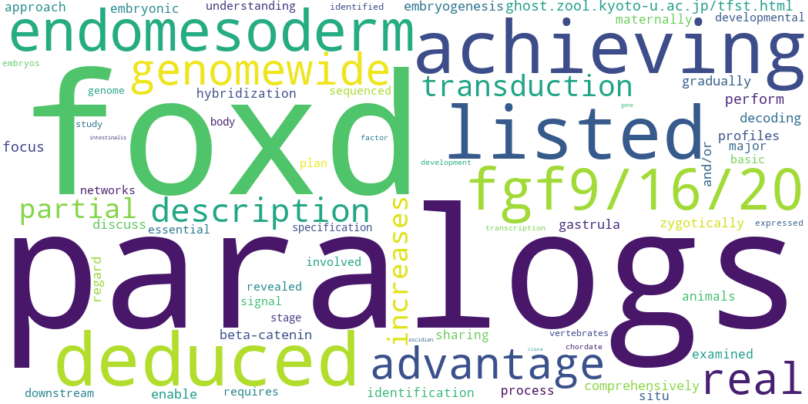 approach embryonic understanding identified embryogenesis ghost.zool.kyoto-u.ac.jp/tfst.html
endomesoderm achieving maternally developmental
embryos genomewide transduction gradually
foxd genome hybridization sequenced listed perform decoding
study body factor gene profiles
focus intestinalis plan and/or major basic
networks development fgf9/16/20
partial description increases
discuss essential specification gastrula zygotically expressed transcription
paralogs
regard involved revealed signal stage animals
beta-catenin sharing vertebrates chordate ascidian ciona
deduced advantage examined real
downstream enable requires identification process comprehensively situ